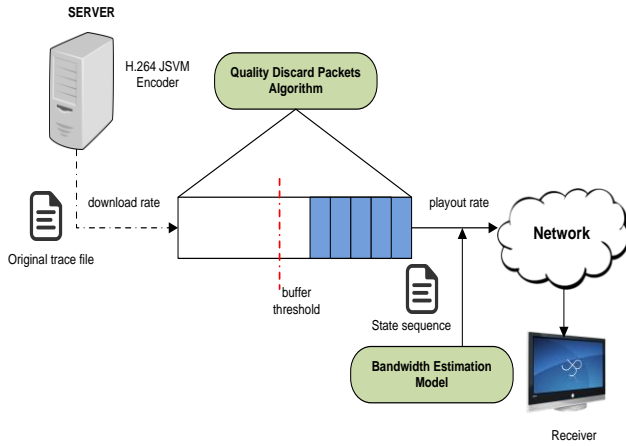 SERVER
H.264 JSVM
Encoder
Quality Discard Packets
Algorithm
download rate
playout rate
Original trace file
buffer
threshold
Network
State sequence
Bandwidth Estimation
Model
Receiver